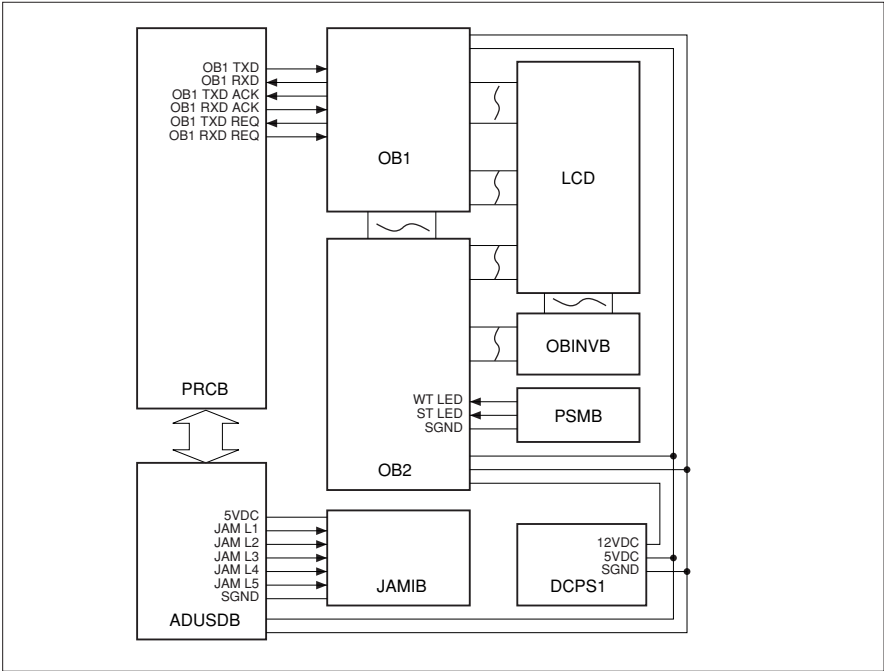 OB1 TXD
OB1 RXD
OB1 TXD ACK
OB1 RXD ACK
OB1 TXD REQ
OB1 RXD REQ
OB1
LCD
OBINVB
PRCB
WT LED
ST LED
SGND
PSMB
OB2
5VDC
JAM L1
JAM L2
JAM L3
JAM L4
JAM L5
SGND
ADUSDB
JAMIB
12VDC
5VDC
SGND
DCPS1